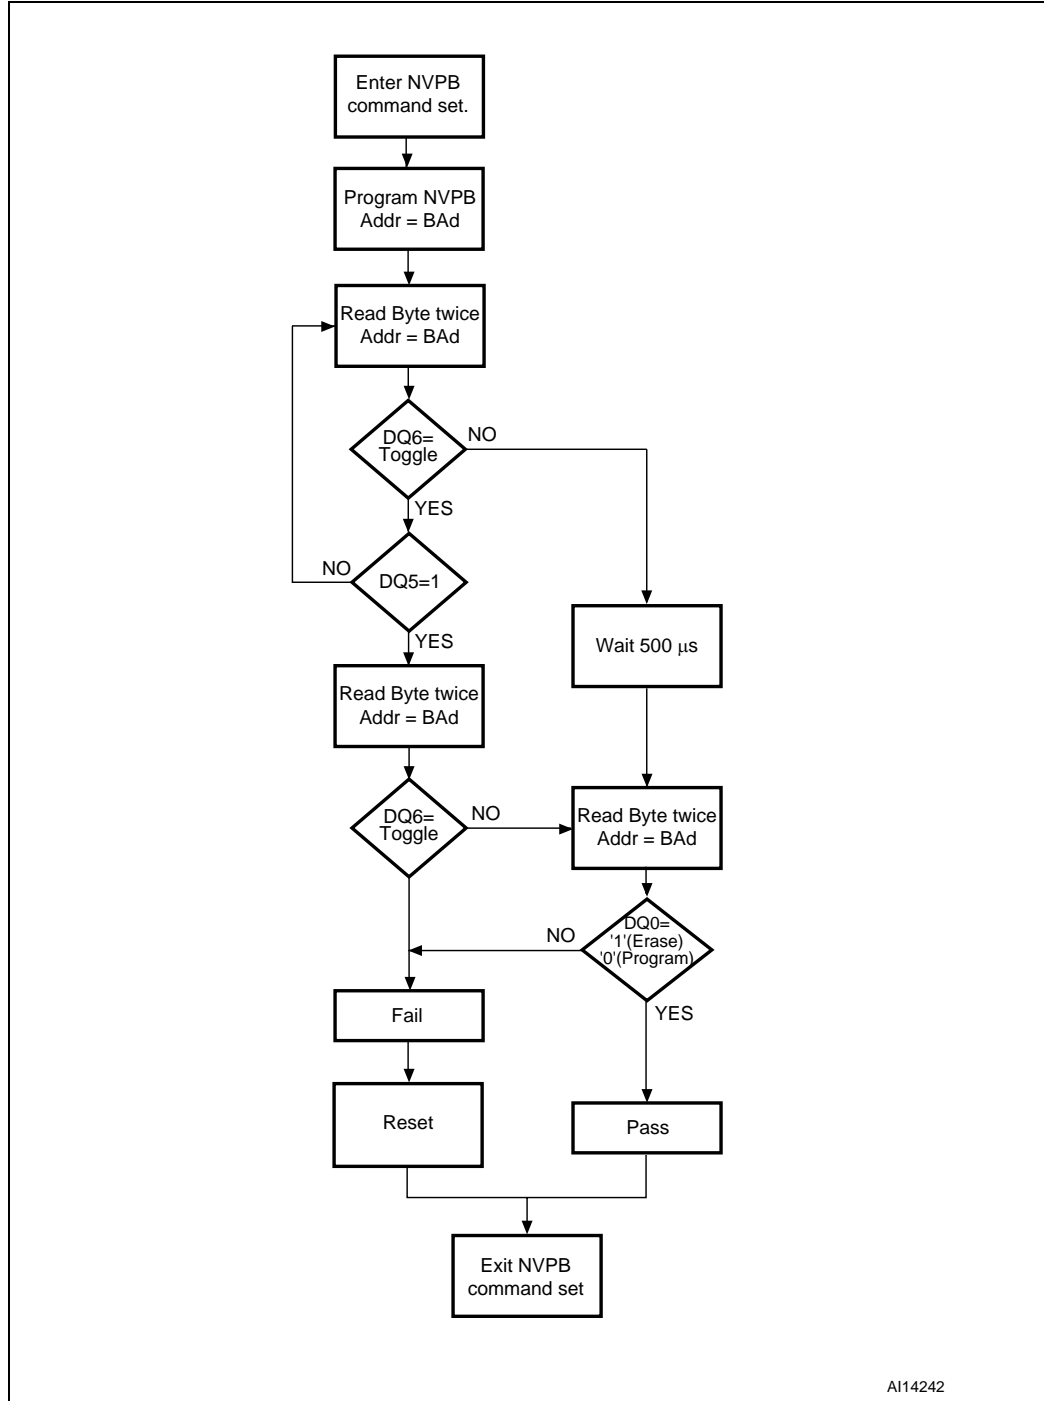 Enter NVPB
command set.
Program NVPB
Addr = BAd
Read Byte twice
Addr = BAd
DQ6=
Toggle
NO
YES
DQ5=1
NO
YES
Wait 500 μs
Read Byte twice
Addr = BAd
DQ6=
Toggle
NO
Read Byte twice
Addr = BAd
DQ0=
'1'(Erase)
'0'(Program)
NO
YES
Fail
Reset
Pass
Exit NVPB
command set
AI14242